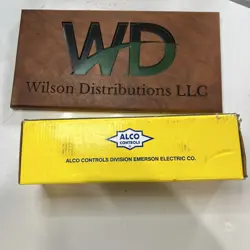 WD
Wilson Distributions LLC
ALCO
CONTROLS
ALCO CONTROLS DIVISION EMERSON ELECTRIC CO.